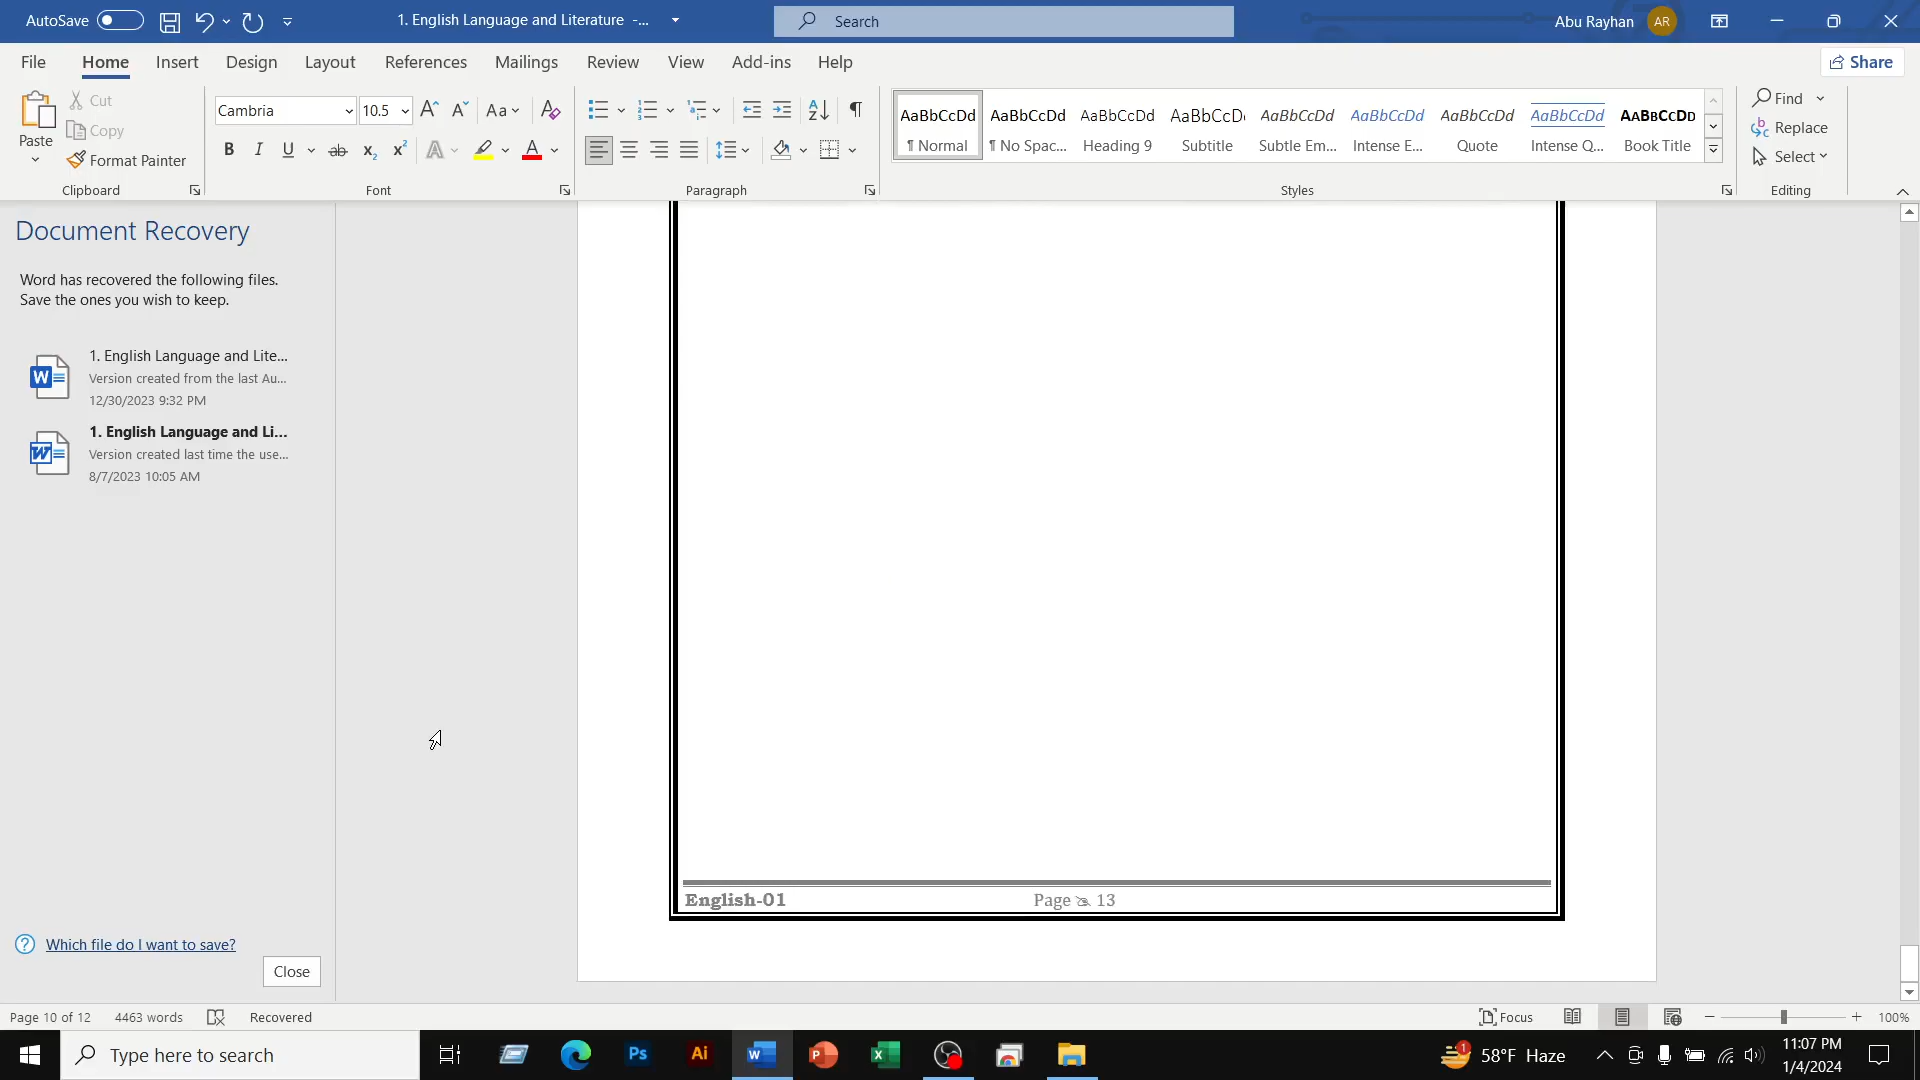 AutoSave 1. English Language and Literature -... Search Abu Rayhan AR
File Home Insert Design Layout References Mailings Review View Add-ins Help Share
Paste Cut Copy Format Painter Clipboard
Cambria 10.5 Aa B I U ab x₂ x² A A Font
Paragraph
AaBbCcDd AaBbCcDd AaBbCcDd AaBbCcD AaBbCcDd AaBbCcDd AaBbCcDd AaBbCcDd AaBbCcDd
¶ Normal ¶ No Spac... Heading 9 Subtitle Subtle Em... Intense E... Quote Intense Q... Book Title
Styles
Find
Replace
Select
Editing
Document Recovery
Word has recovered the following files.
Save the ones you wish to keep.
1. English Language and Lite...
Version created from the last Au...
12/30/2023 9:32 PM
1. English Language and Li...
Version created last time the use...
8/7/2023 10:05 AM
Which file do I want to save?
Close
English-01 Page 13
Page 10 of 12 4463 words Recovered Focus 100%
Type here to search Ps Ai 58°F Haze 11:07 PM
1/4/2024